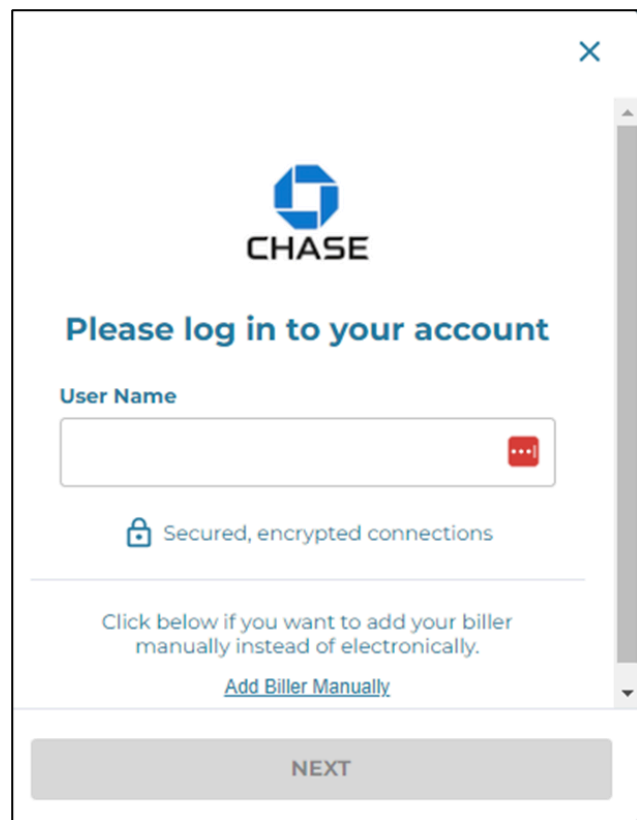 CHASE
Please log in to your account
User Name
Secured, encrypted connections
Click below if you want to add your biller
manually instead of electronically.
Add Biller Manually
NEXT